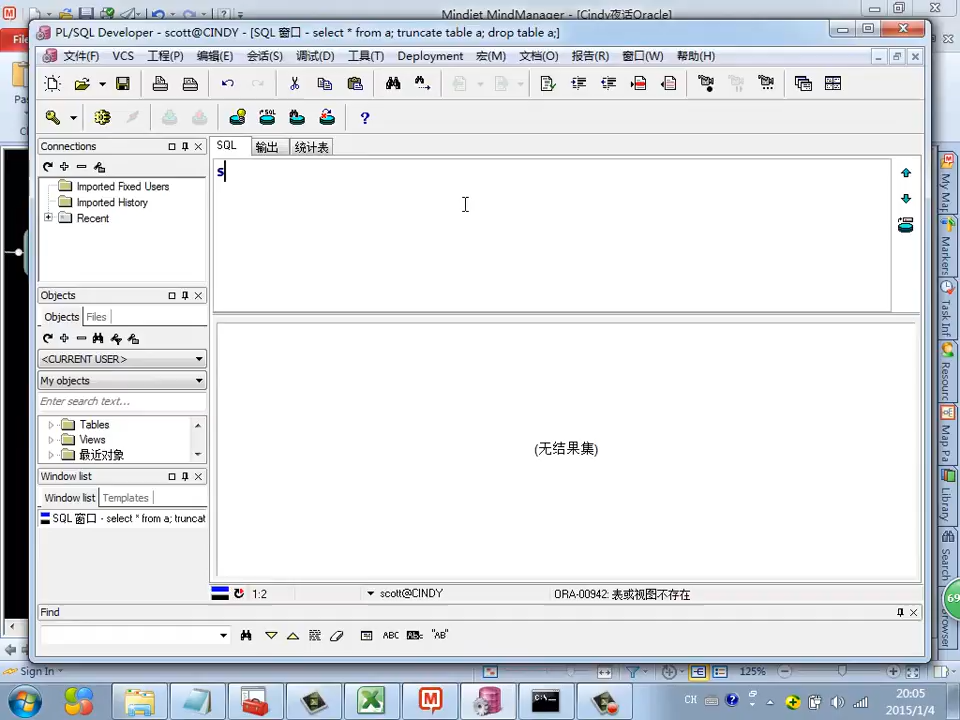 Mindjet MindManager - [Cindy夜话Oracle]
PL/SQL Developer - scott@CINDY - [SQL 窗口 - select * from a; truncate table a; drop table a;]
文件(F) VCS 工程(P) 编辑(E) 会话(S) 调试(D) 工具(T) Deployment 宏(M) 文档(O) 报告(R) 窗口(W) 帮助(H)
Connections
SQL 输出 统计表
s
Imported Fixed Users
Imported History
Recent
Objects
Objects Files
<CURRENT USER>
My objects
Enter search text...
Tables
Views
最近对象
(无结果集)
Window list
Window list Templates
SQL 窗口 - select * from a; truncat
1:2 scott@CINDY ORA-00942: 表或视图不存在
Find
ABC "AB"
My Ma
Markers
Task Inf
Resourc
Map Pa
Library
Search
Browser
69
Sign In 125%
CH 20:05
2015/1/4